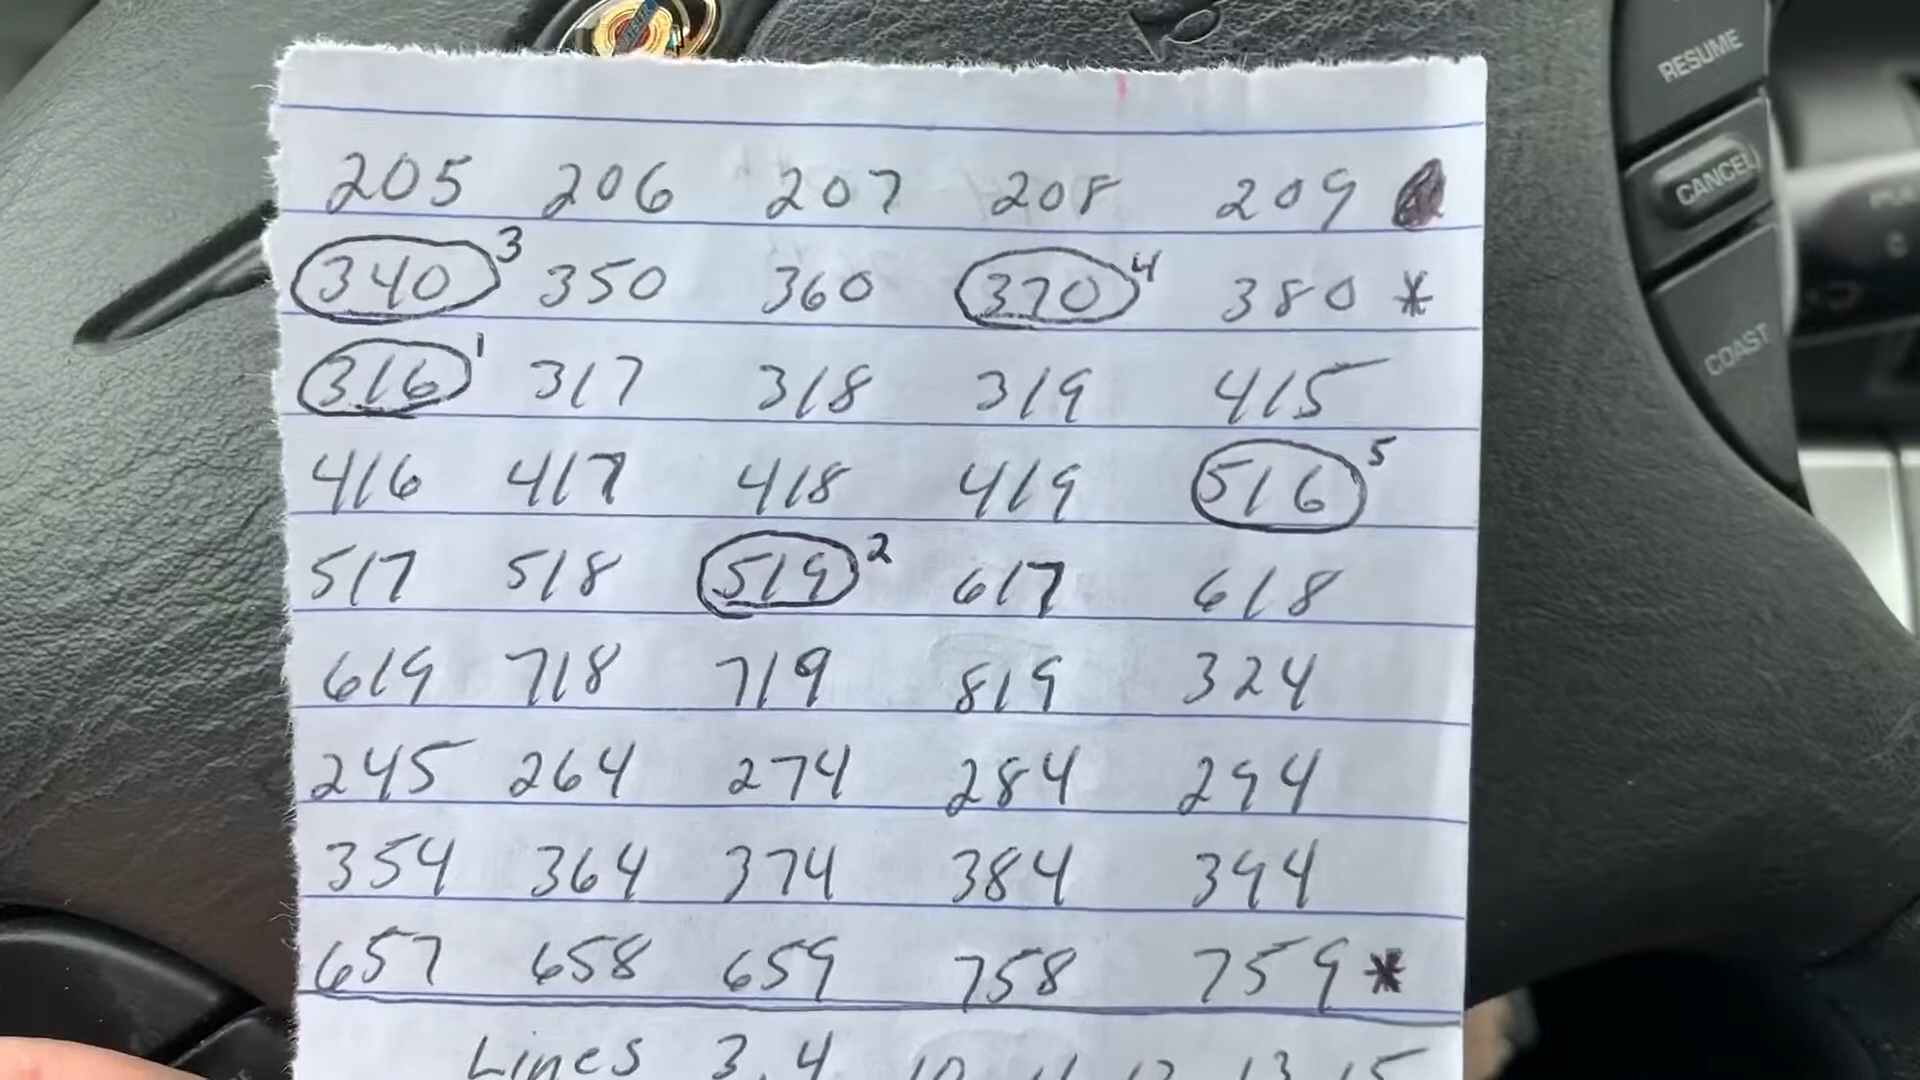 RESUME
CANCEL
COAST
205 206 207 208 209
340 3 350 360 370 4 380 *
316 1 317 318 319 415
416 417 418 419 516 5
517 518 519 2 617 618
619 718 719 819 324
245 264 274 284 294
354 364 374 384 394
657 658 659 758 759 *
Lines 3, 4